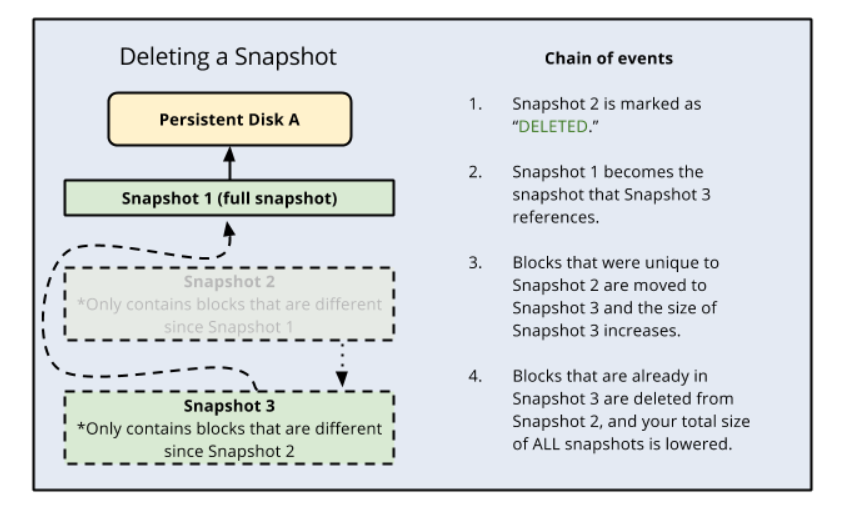 Deleting a Snapshot
Persistent Disk A
Snapshot 1 (full snapshot)
Snapshot 2
*Only contains blocks that are different
since Snapshot 1
Snapshot 3
*Only contains blocks that are different
since Snapshot 2
Chain of events
1. Snapshot 2 is marked as
“DELETED.”
2. Snapshot 1 becomes the
snapshot that Snapshot 3
references.
3. Blocks that were unique to
Snapshot 2 are moved to
Snapshot 3 and the size of
Snapshot 3 increases.
4. Blocks that are already in
Snapshot 3 are deleted from
Snapshot 2, and your total size
of ALL snapshots is lowered.